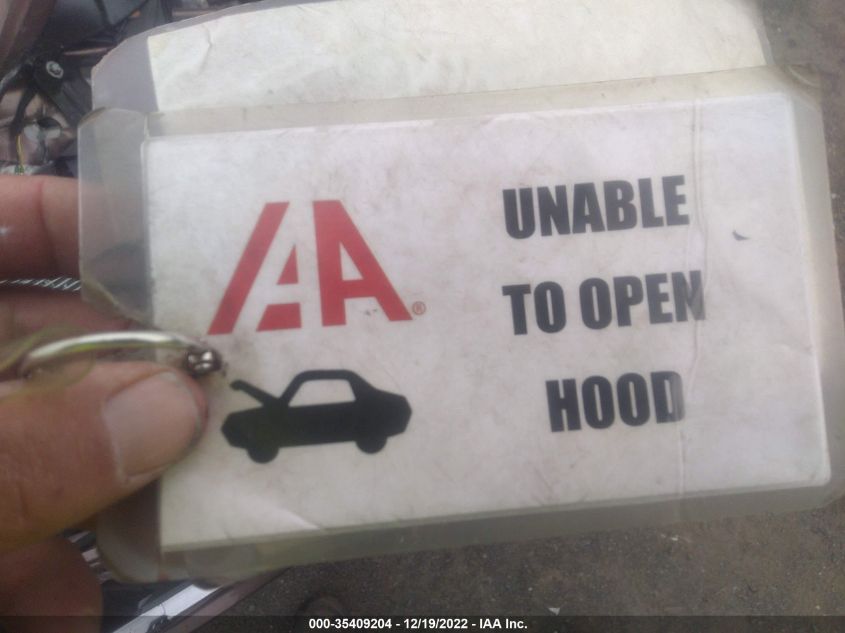 IAA®
UNABLE
TO OPEN
HOOD
000-35409204 - 12/19/2022 - IAA Inc.